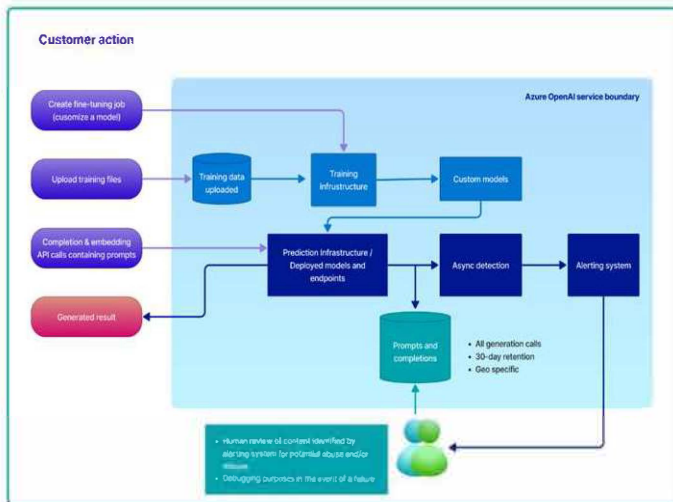 Customer action
Azure OpenAI service boundary
Create fine-tuning job
(cusomize a model)
Upload training files
Training data
uploaded
Training
infrastructure
Custom models
Completion & embedding
API calls containing prompts
Prediction Infrastructure /
Deployed models and
endpoints
Async detection
Alerting system
Generated result
Prompts and
completions
• All generation calls
• 30-day retention
• Geo specific
• Human review of content identified by
alerting system for potential abuse and/or
• Debugging purposes in the event of a failure